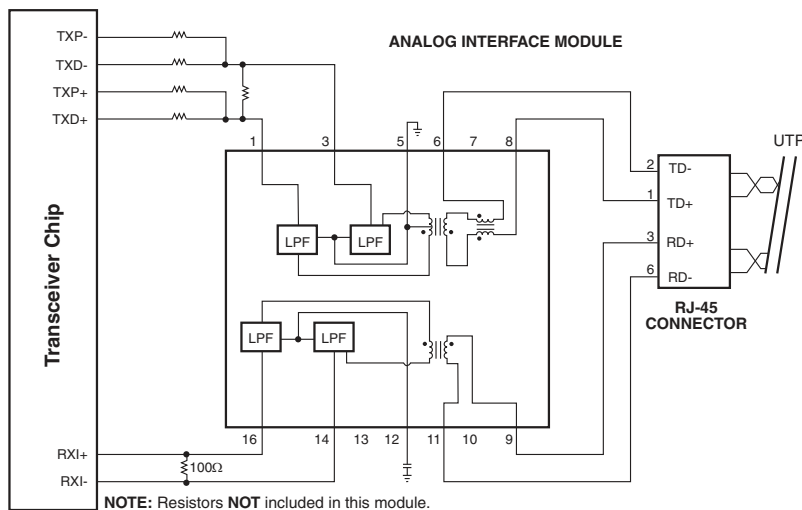 ANALOG INTERFACE MODULE
Transceiver Chip
TXP-
TXD-
TXP+
TXD+
1 3 5 6 7 8
UTP
2 TD-
1 TD+
3 RD+
6 RD-
RJ-45
CONNECTOR
LPF LPF
LPF LPF
16 14 13 12 11 10 9
RXI+
100Ω
RXI-
NOTE: Resistors NOT included in this module.